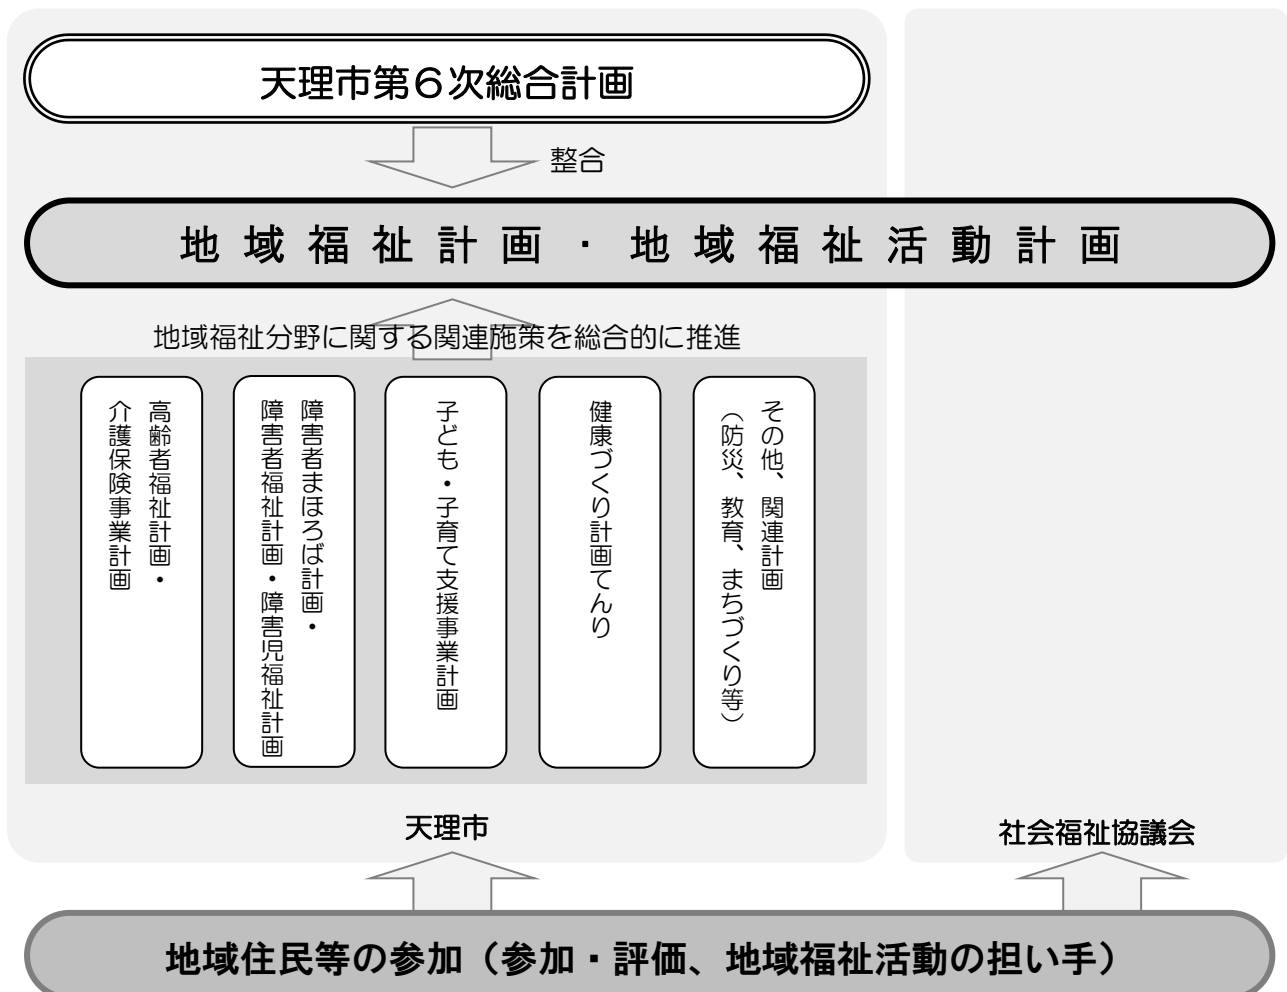 天理市第６次総合計画
整合
地域福祉計画・地域福祉活動計画
地域福祉分野に関する関連施策を総合的に推進
高齢者福祉計画・
介護保険事業計画
障害者まほろば計画・
障害者福祉計画・障害児福祉計画
子ども・子育て支援事業計画
健康づくり計画てんり
その他、関連計画
（防災、教育、まちづくり等）
天理市
社会福祉協議会
地域住民等の参加（参加・評価、地域福祉活動の担い手）